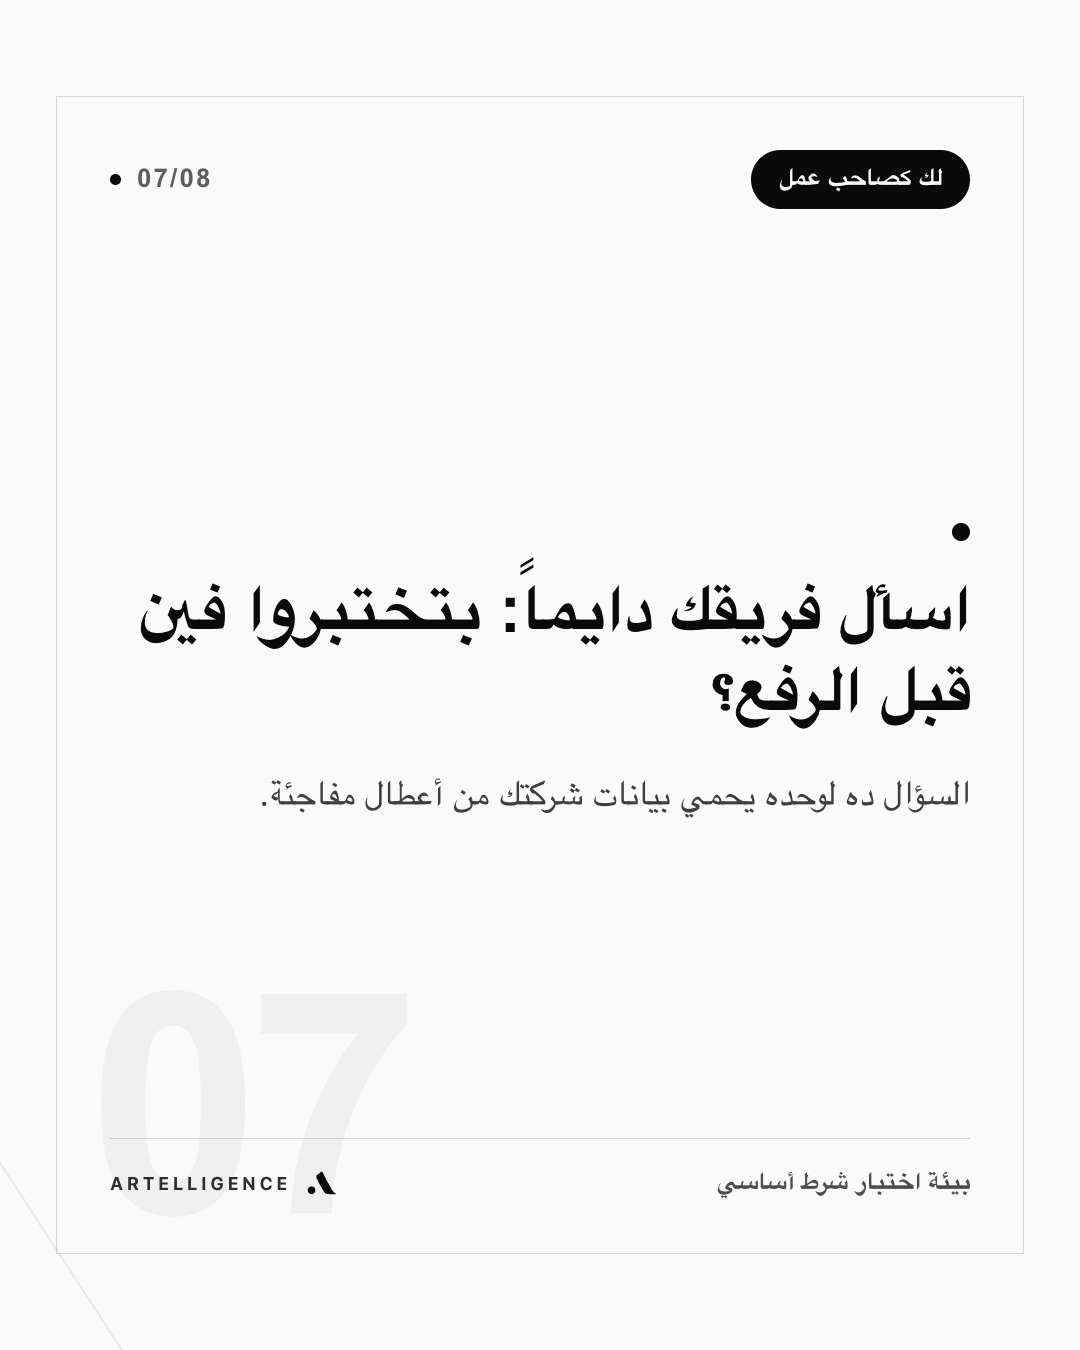 لك كصاحب عمل
07/08
اسأل فريقك دايماً: بتختبروا فين
قبل الرفع؟
السؤال ده لوحده يحمي بيانات شركتك من أعطال مفاجئة.
07
بيئة اختبار شرط أساسي
ARTELLIGENCE